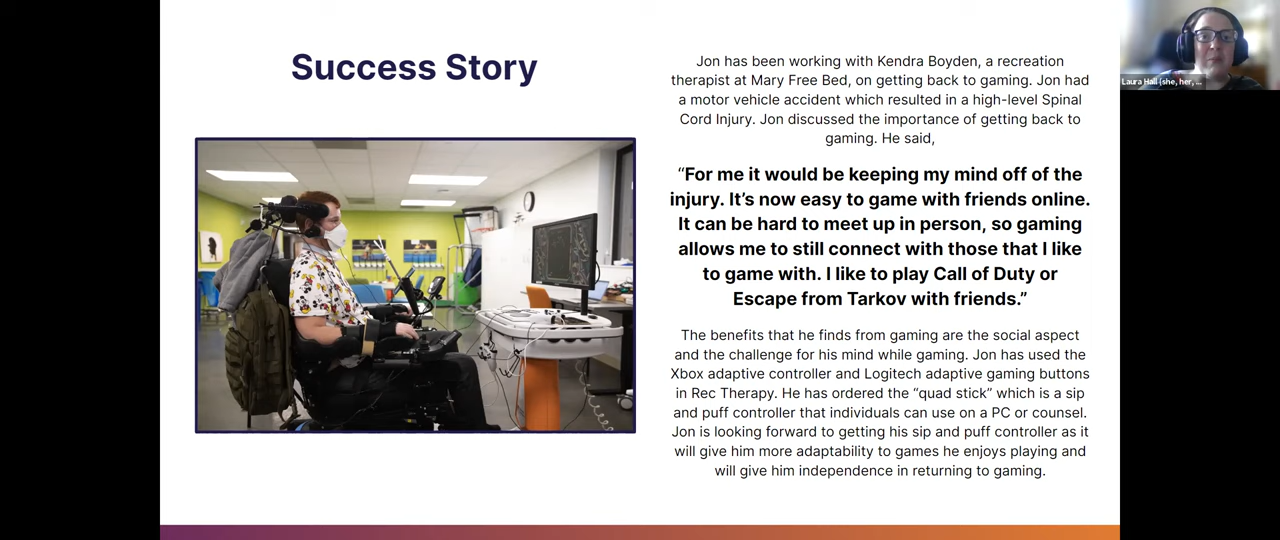 Success Story
Jon has been working with Kendra Boyden, a recreation
therapist at Mary Free Bed, on getting back to gaming. Jon had
a motor vehicle accident which resulted in a high-level Spinal
Cord Injury. Jon discussed the importance of getting back to
gaming. He said,
“For me it would be keeping my mind off of the
injury. It’s now easy to game with friends online.
It can be hard to meet up in person, so gaming
allows me to still connect with those that I like
to game with. I like to play Call of Duty or
Escape from Tarkov with friends.”
The benefits that he finds from gaming are the social aspect
and the challenge for his mind while gaming. Jon has used the
Xbox adaptive controller and Logitech adaptive gaming buttons
in Rec Therapy. He has ordered the “quad stick” which is a sip
and puff controller that individuals can use on a PC or counsel.
Jon is looking forward to getting his sip and puff controller as it
will give him more adaptability to games he enjoys playing and
will give him independence in returning to gaming.
Laura Hall (she, her, ...